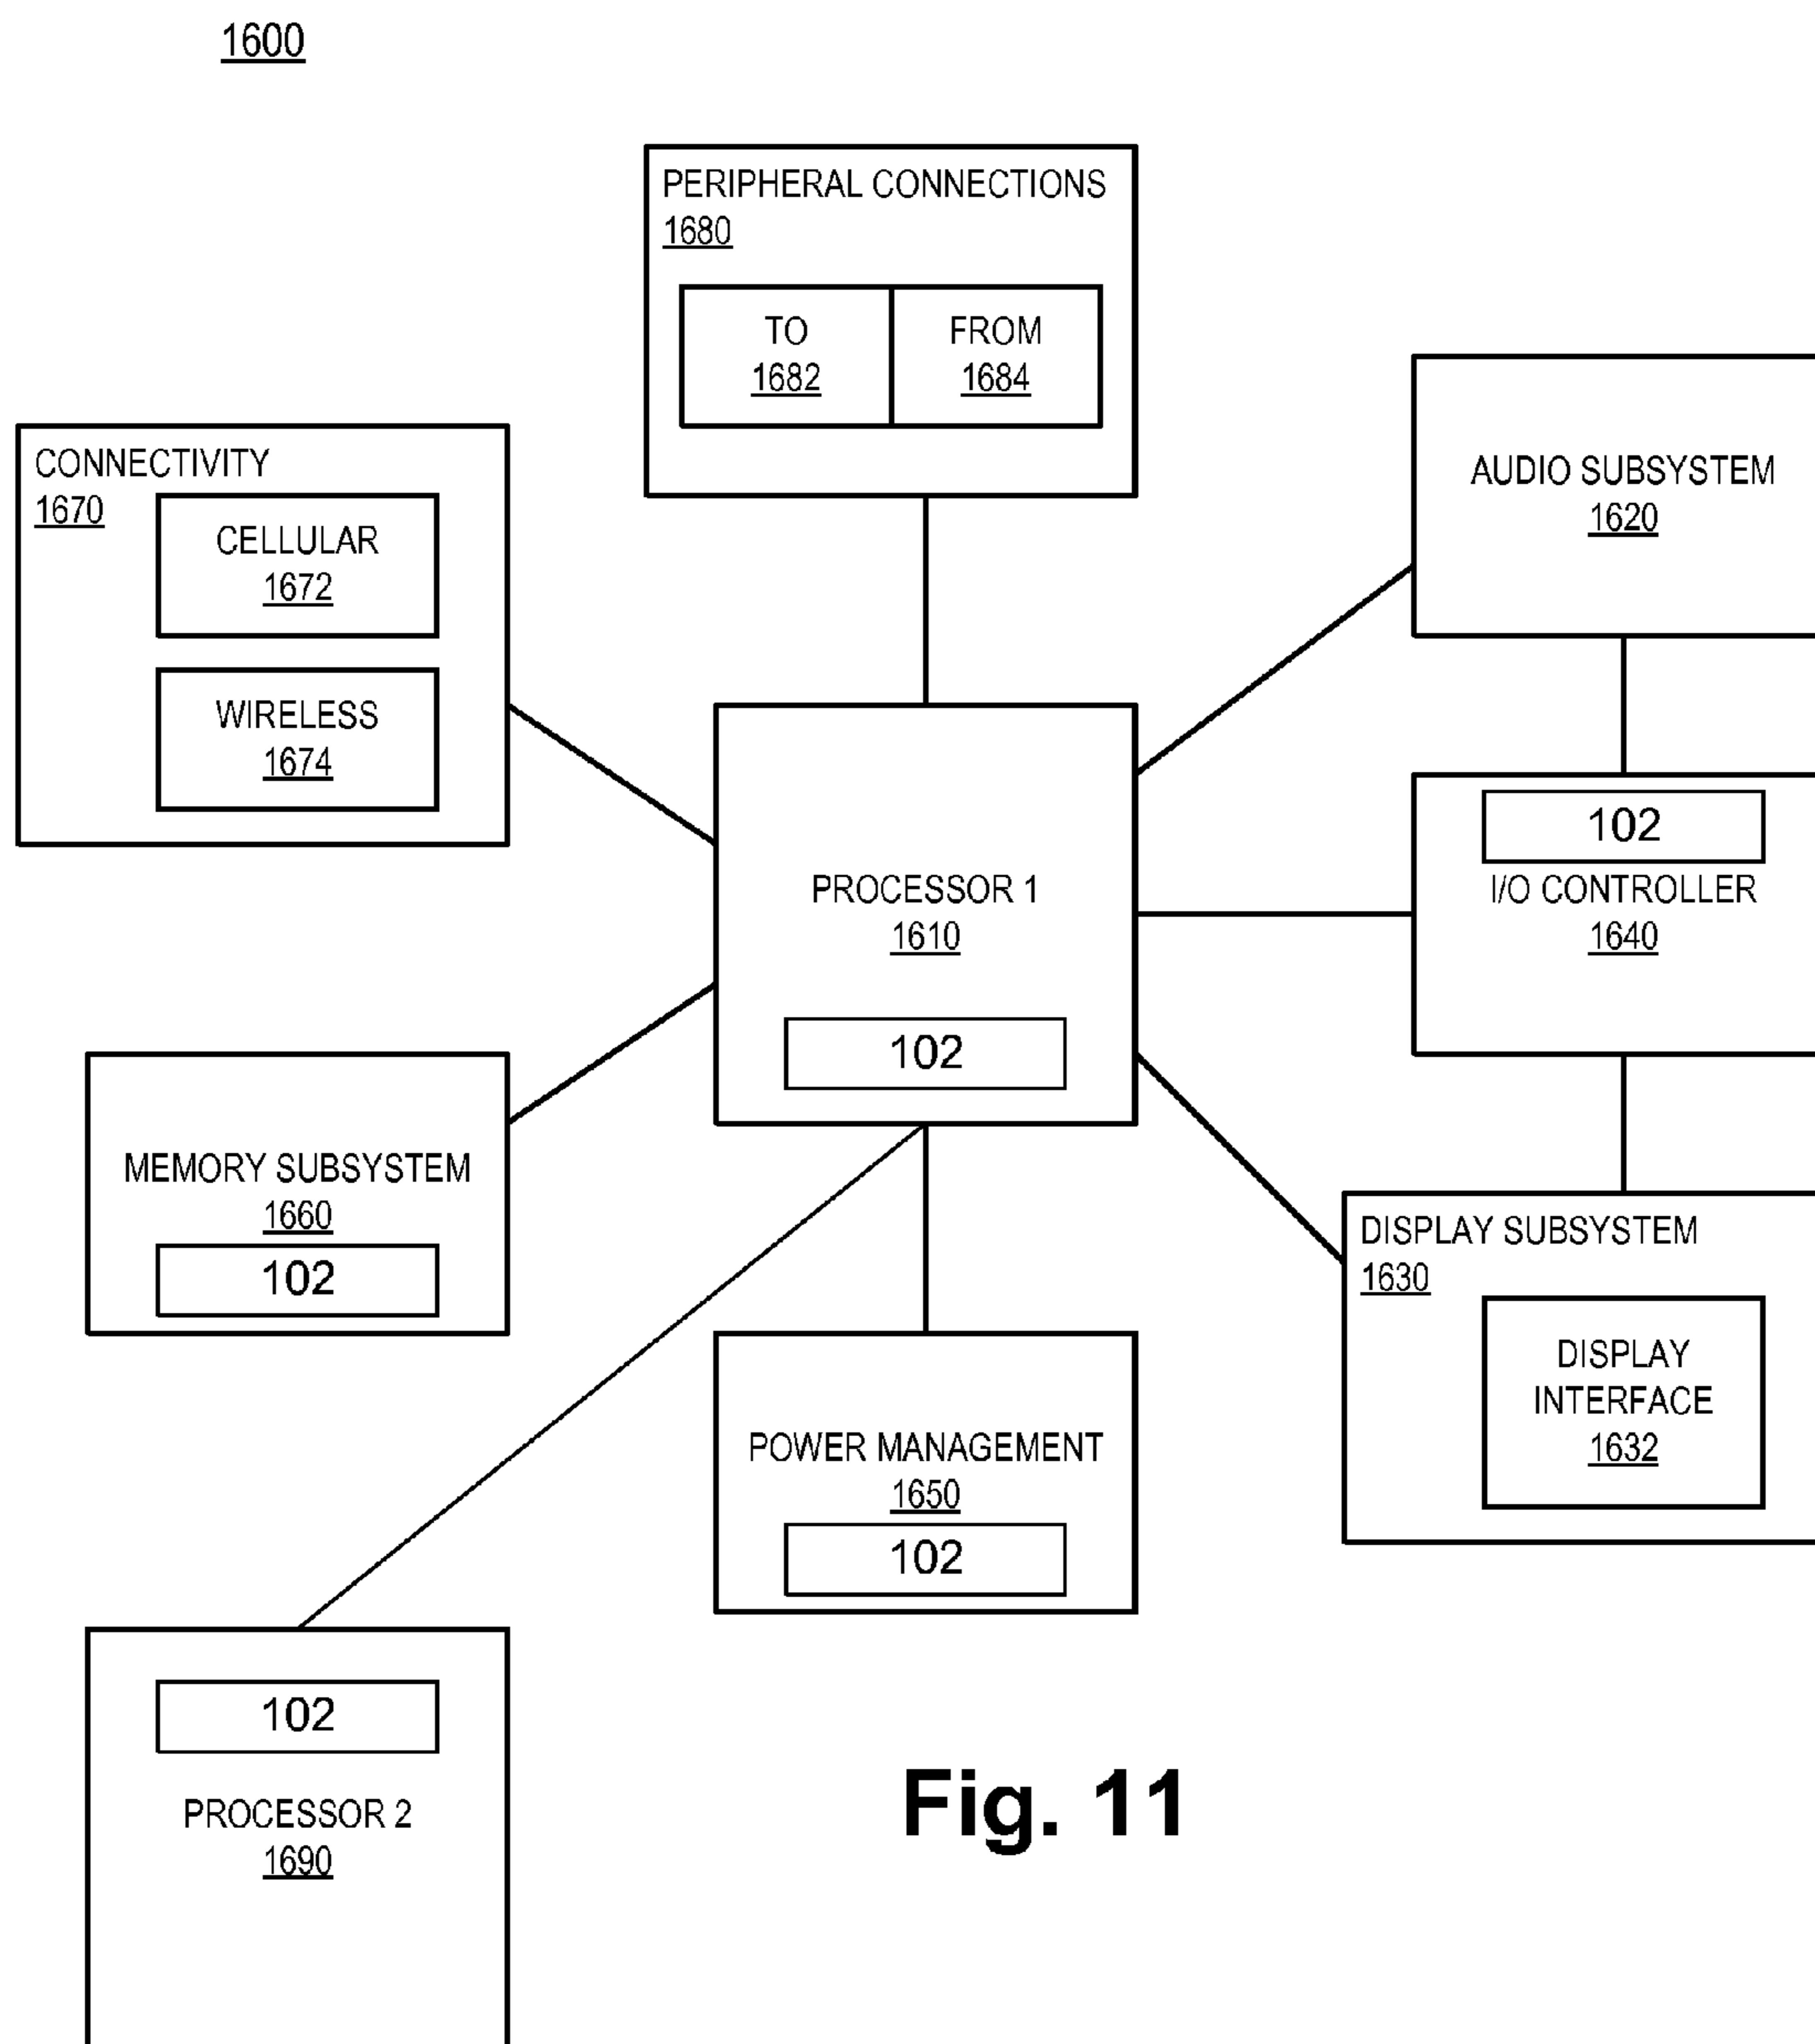 1600
PERIPHERAL CONNECTIONS
1680
TO
1682
FROM
1684
CONNECTIVITY
1670
CELLULAR
1672
WIRELESS
1674
AUDIO SUBSYSTEM
1620
PROCESSOR 1
1610
102
102
I/O CONTROLLER
1640
MEMORY SUBSYSTEM
1660
102
POWER MANAGEMENT
1650
102
DISPLAY SUBSYSTEM
1630
DISPLAY
INTERFACE
1632
102
PROCESSOR 2
1690
Fig. 11